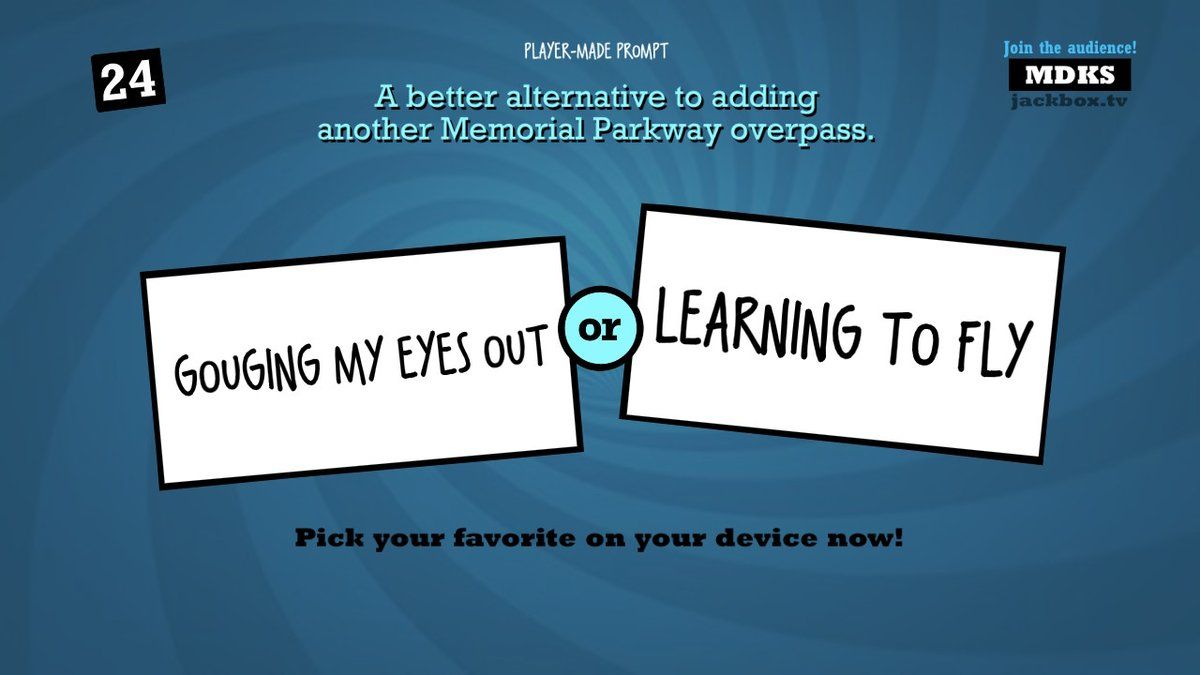 24
PLAYER-MADE PROMPT
A better alternative to adding
another Memorial Parkway overpass.
Join the audience!
MDKS
jackbox.tv
GOUGING MY EYES OUT
or
LEARNING TO FLY
Pick your favorite on your device now!